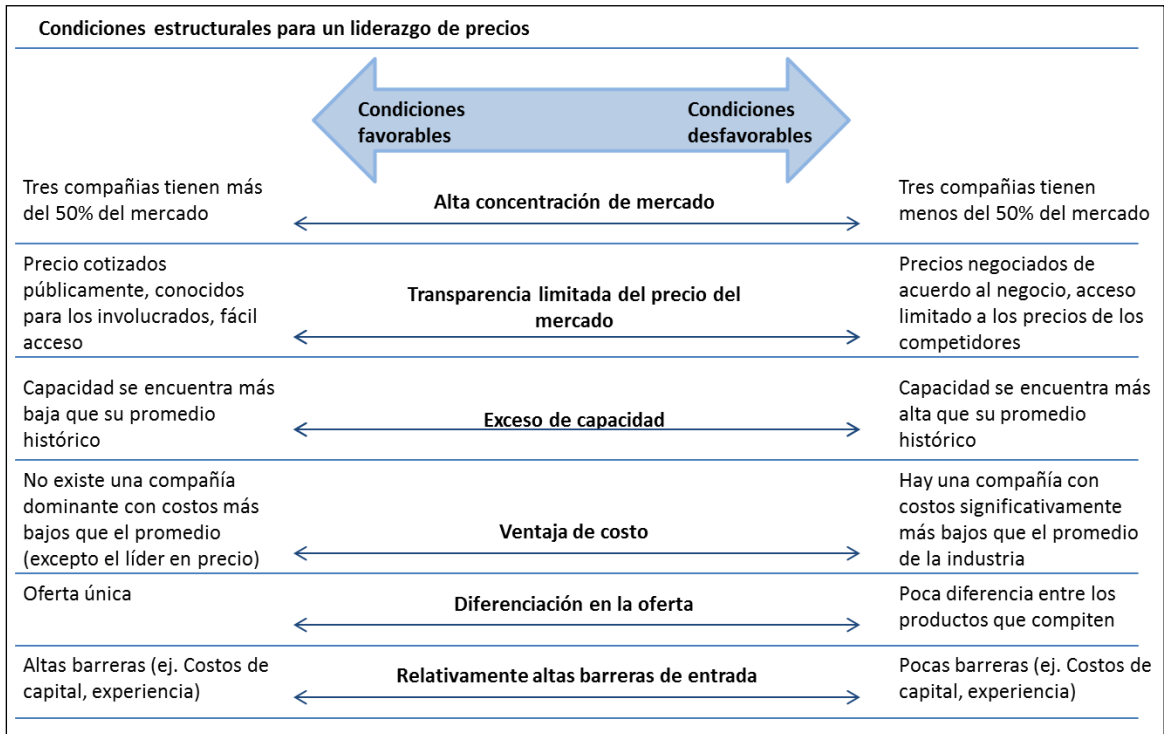 Condiciones estructurales para un liderazgo de precios
Condiciones
favorables
Condiciones
desfavorables
Tres compañias tienen más
del 50% del mercado
Alta concentración de mercado
Tres compañias tienen
menos del 50% del mercado
Precio cotizados
públicamente, conocidos
para los involucrados, fácil
acceso
Transparencia limitada del precio del
mercado
Precios negociados de
acuerdo al negocio, acceso
limitado a los precios de los
competidores
Capacidad se encuentra más
baja que su promedio
histórico
Exceso de capacidad
Capacidad se encuentra más
alta que su promedio
histórico
No existe una compañía
dominante con costos más
bajos que el promedio
(excepto el líder en precio)
Ventaja de costo
Hay una compañía con
costos significativamente
más bajos que el promedio
de la industria
Oferta única
Diferenciación en la oferta
Poca diferencia entre los
productos que compiten
Altas barreras (ej. Costos de
capital, experiencia)
Relativamente altas barreras de entrada
Pocas barreras (ej. Costos de
capital, experiencia)